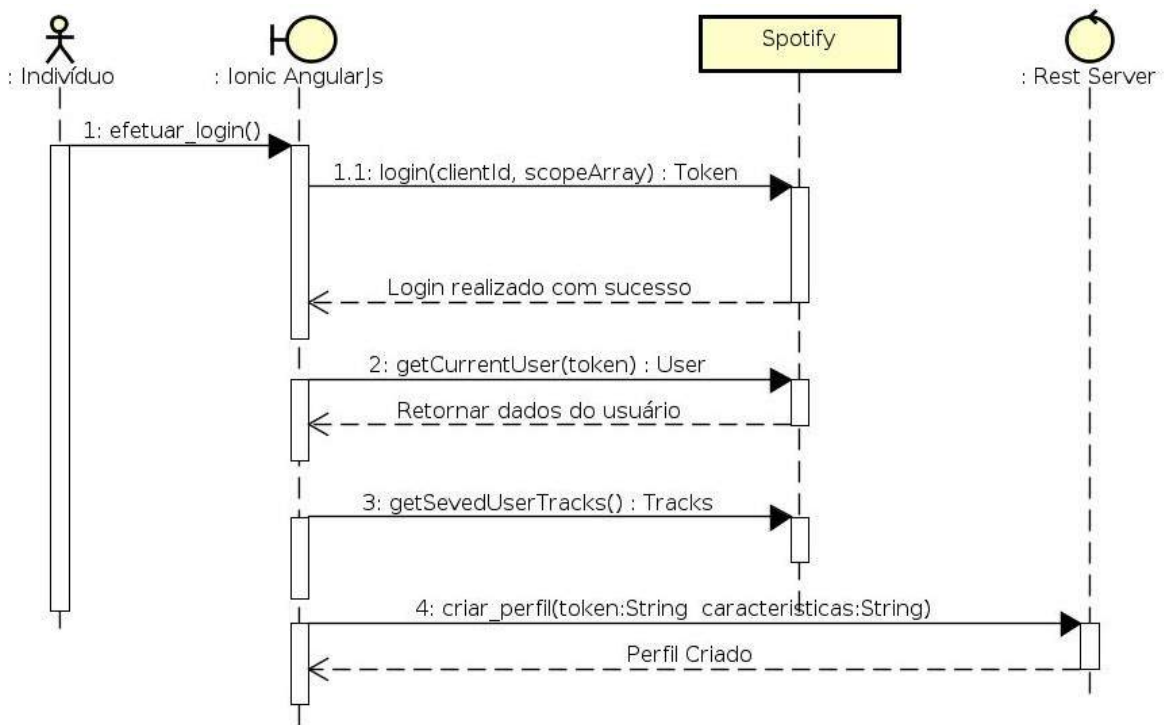 Spotify
: Indivíduo
: Ionic AngularJs
: Rest Server
1: efetuar_login()
1.1: login(clientId, scopeArray) : Token
Login realizado com sucesso
2: getCurrentUser(token) : User
Retornar dados do usuário
3: getSevedUserTracks() : Tracks
4: criar_perfil(token:String caracteristicas:String)
Perfil Criado